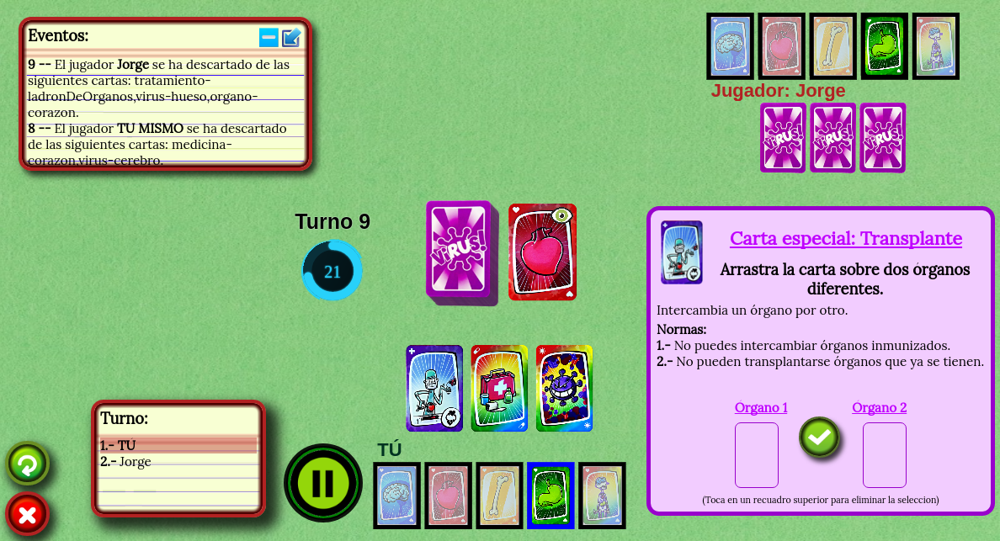 Eventos:
9 -- El jugador Jorge se ha descartado de las
siguientes cartas: tratamiento-
ladronDeOrganos,virus-hueso,organo-
corazon.
8 -- El jugador TU MISMO se ha descartado
de las siguientes cartas: medicina-
corazon,virus-cerebro.
Jugador: Jorge
VIRUS!
VIRUS!
VIRUS!
Turno 9
21
VIRUS!
Carta especial: Transplante
Arrastra la carta sobre dos órganos
diferentes.
Intercambia un órgano por otro.
Normas:
1.- No puedes intercambiar órganos inmunizados.
2.- No pueden transplantarse órganos que ya se tienen.
Organo 1
Organo 2
(Toca en un recuadro superior para eliminar la seleccion)
Turno:
1.- TU
2.- Jorge
TÚ